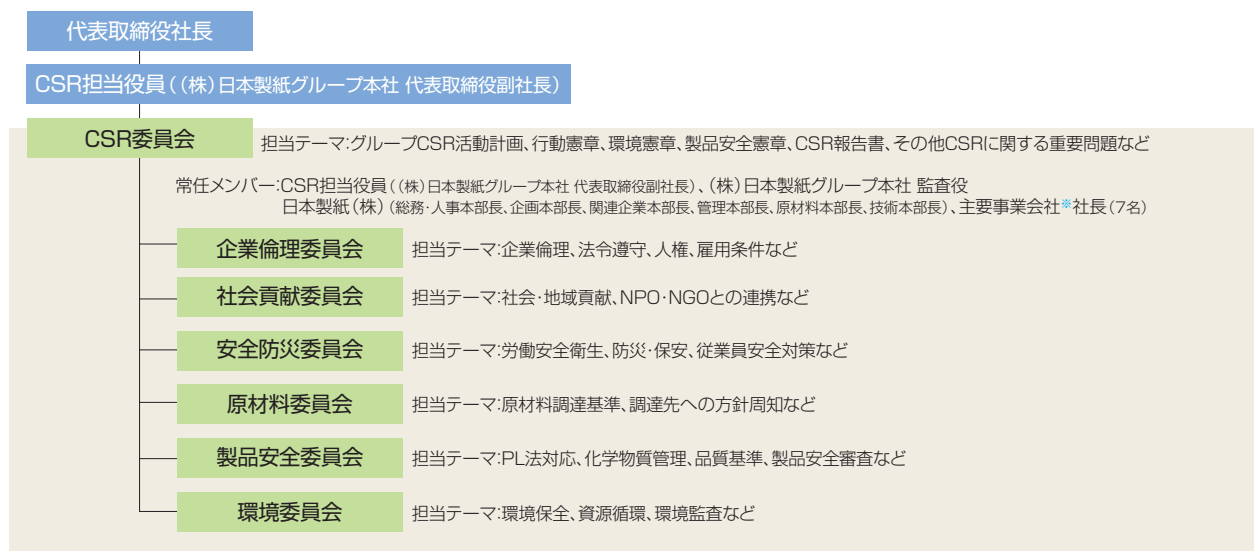 代表取締役社長
CSR担当役員((株)日本製紙グループ本社 代表取締役副社長)
CSR委員会 担当テーマ:グループCSR活動計画、行動憲章、環境憲章、製品安全憲章、CSR報告書、その他CSRに関する重要問題など
常任メンバー:CSR担当役員((株)日本製紙グループ本社 代表取締役副社長)、(株)日本製紙グループ本社 監査役
日本製紙(株)(総務・人事本部長、企画本部長、関連企業本部長、管理本部長、原材料本部長、技術本部長)、主要事業会社※社長(7名)
企業倫理委員会 担当テーマ:企業倫理、法令遵守、人権、雇用条件など
社会貢献委員会 担当テーマ:社会・地域貢献、NPO・NGOとの連携など
安全防災委員会 担当テーマ:労働安全衛生、防災・保安、従業員安全対策など
原材料委員会 担当テーマ:原材料調達基準、調達先への方針周知など
製品安全委員会 担当テーマ:PL法対応、化学物質管理、品質基準、製品安全審査など
環境委員会 担当テーマ:環境保全、資源循環、環境監査など